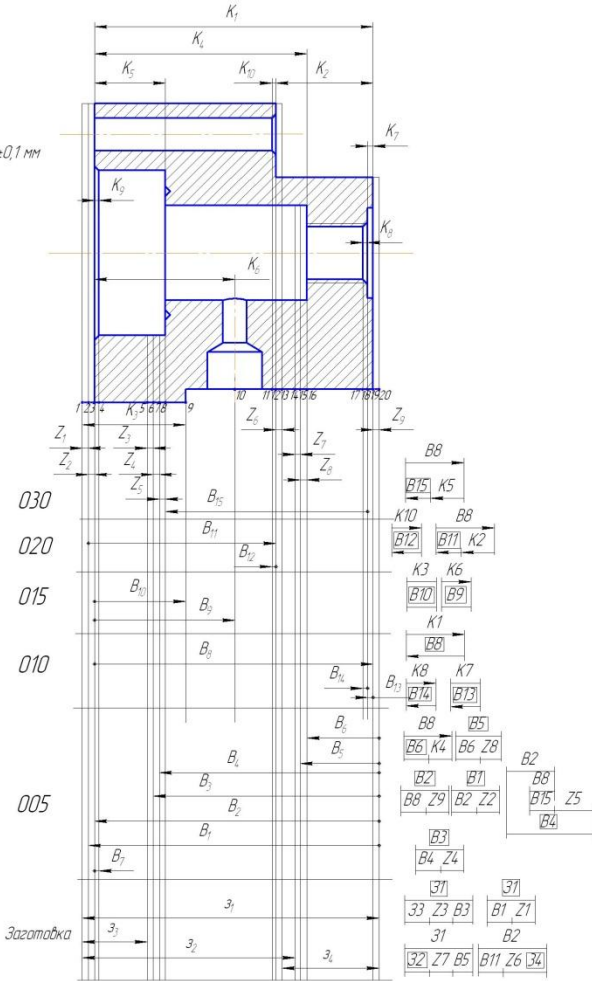 K₁
K₄
K₅ K₁₀ K₂
±0,1 мм
K₇
K₉ K₈
K₆
1 2 3 4 5 6 7 8 9 10 11 12 13 14 15 16 17 18 19 20
K₃
Z₁ Z₃ Z₆ Z₇ Z₉
Z₂ Z₄ Z₈ B8
Z₅
030 B₁₅ B15 K5
K10 B8
020 B₁₁ B12 B11 K2
B₁₂
015 B₁₀ K3 K6
B₉ B10 B9
K1
010 B₈ B8
K8 K7
B₁₄ B₁₃ B14 B13
B₆ B8 B5
B₅ B6 K4 B6 Z8
B2
B₄ B2 B1 B8
005 B₃ B8 Z9 B2 Z2 B15 Z5
B₂ B4
B₁ B3
B₇ B4 Z4
З1 З1
з₁ З3 Z3 B3 B1 Z1
Заготовка з₃ з₂ з₄
З1 B2
З2 Z7 B5 B11 Z6 З4